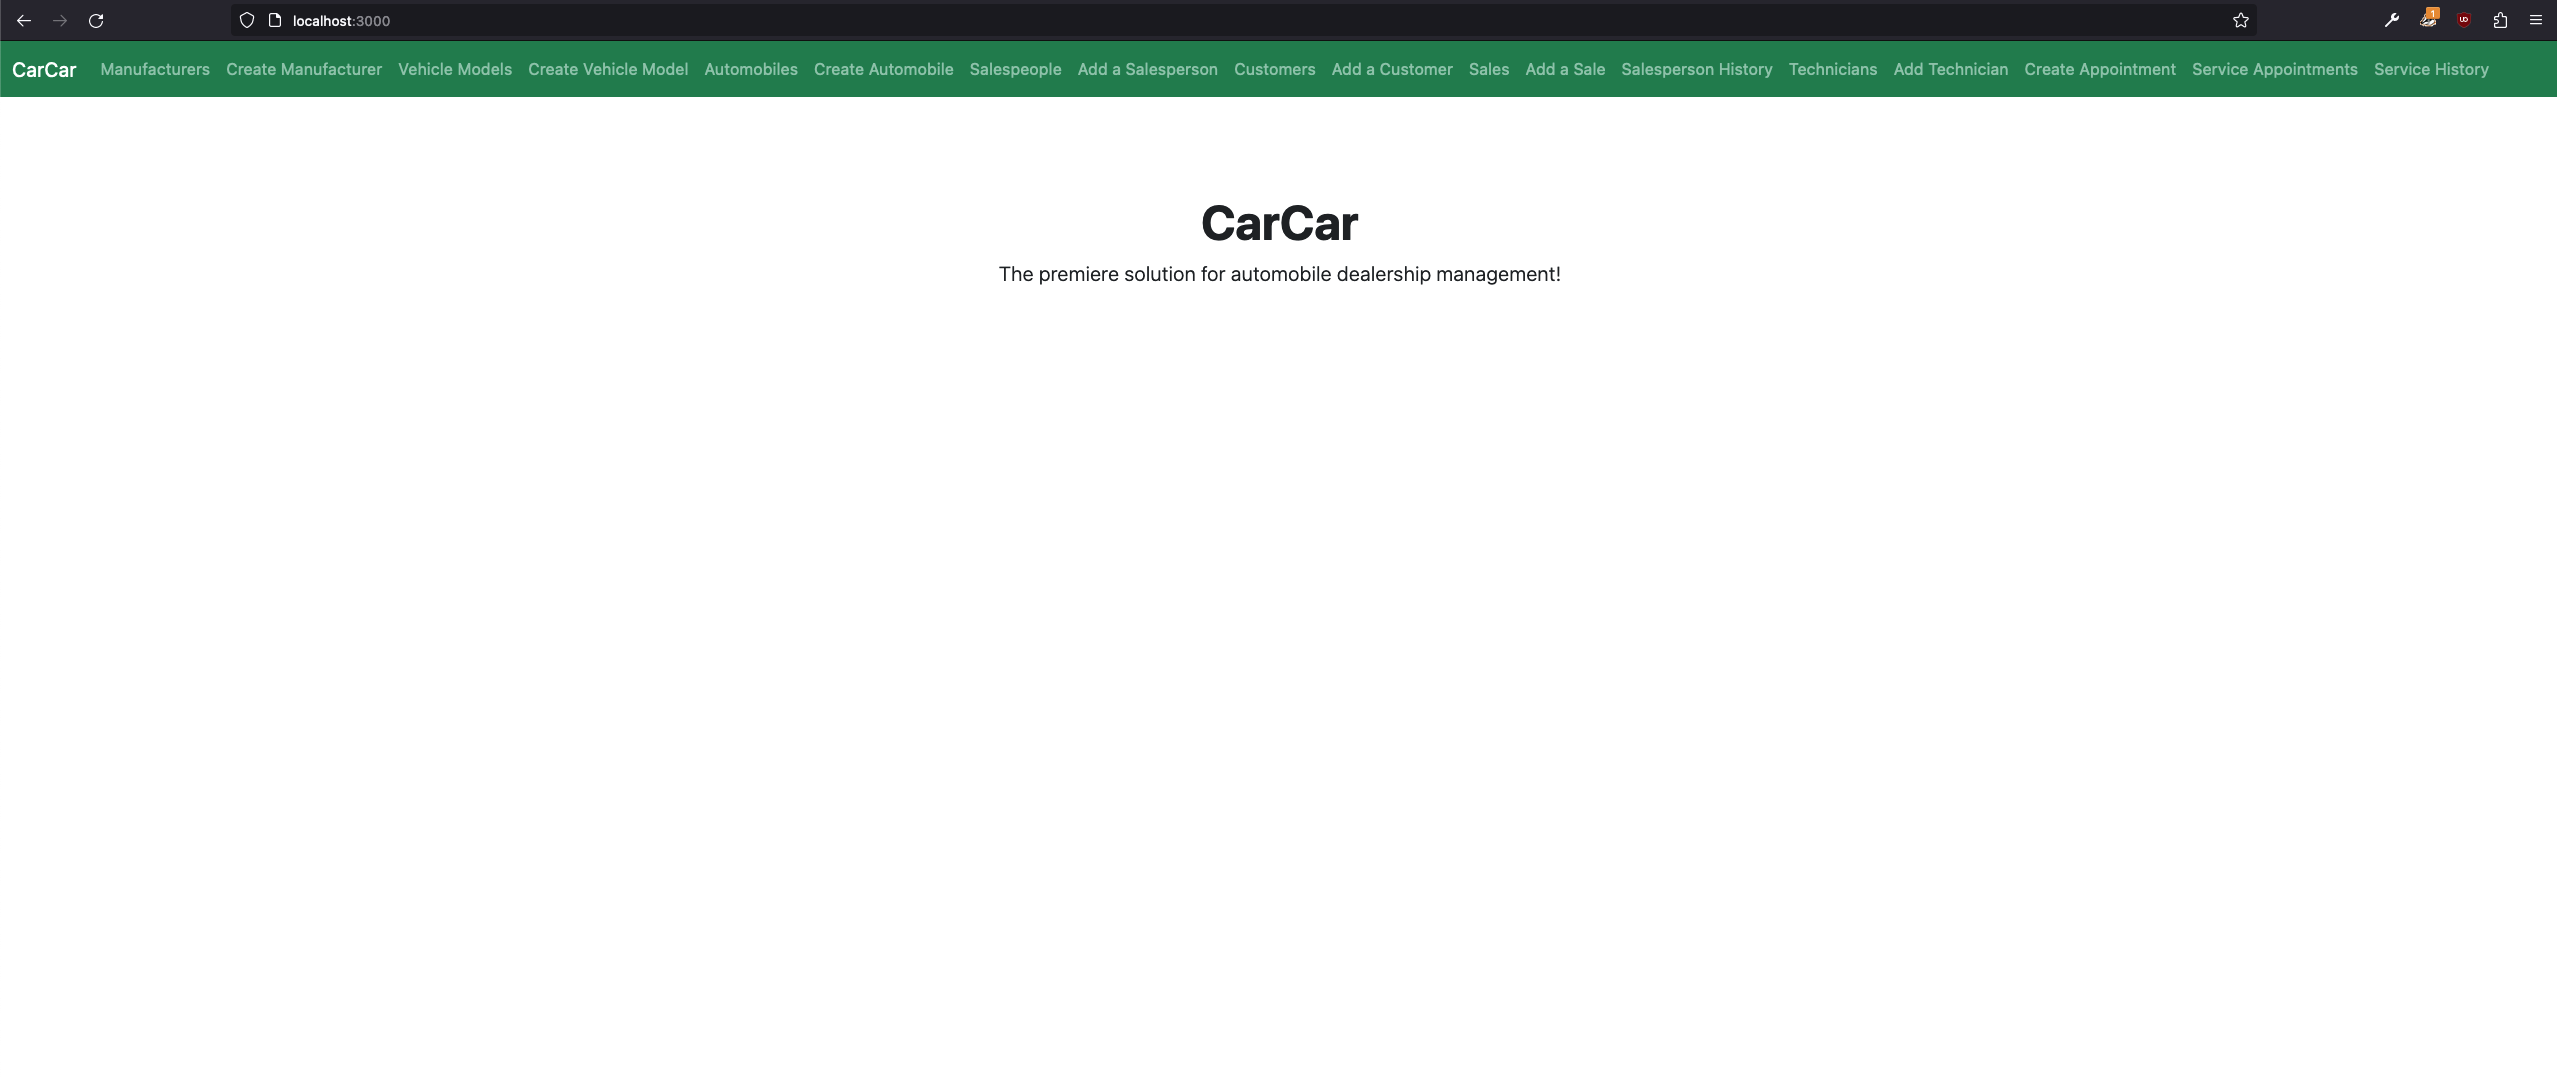 localhost:3000
1
CarCar Manufacturers Create Manufacturer Vehicle Models Create Vehicle Model Automobiles Create Automobile Salespeople Add a Salesperson Customers Add a Customer Sales Add a Sale Salesperson History Technicians Add Technician Create Appointment Service Appointments Service History
CarCar
The premiere solution for automobile dealership management!